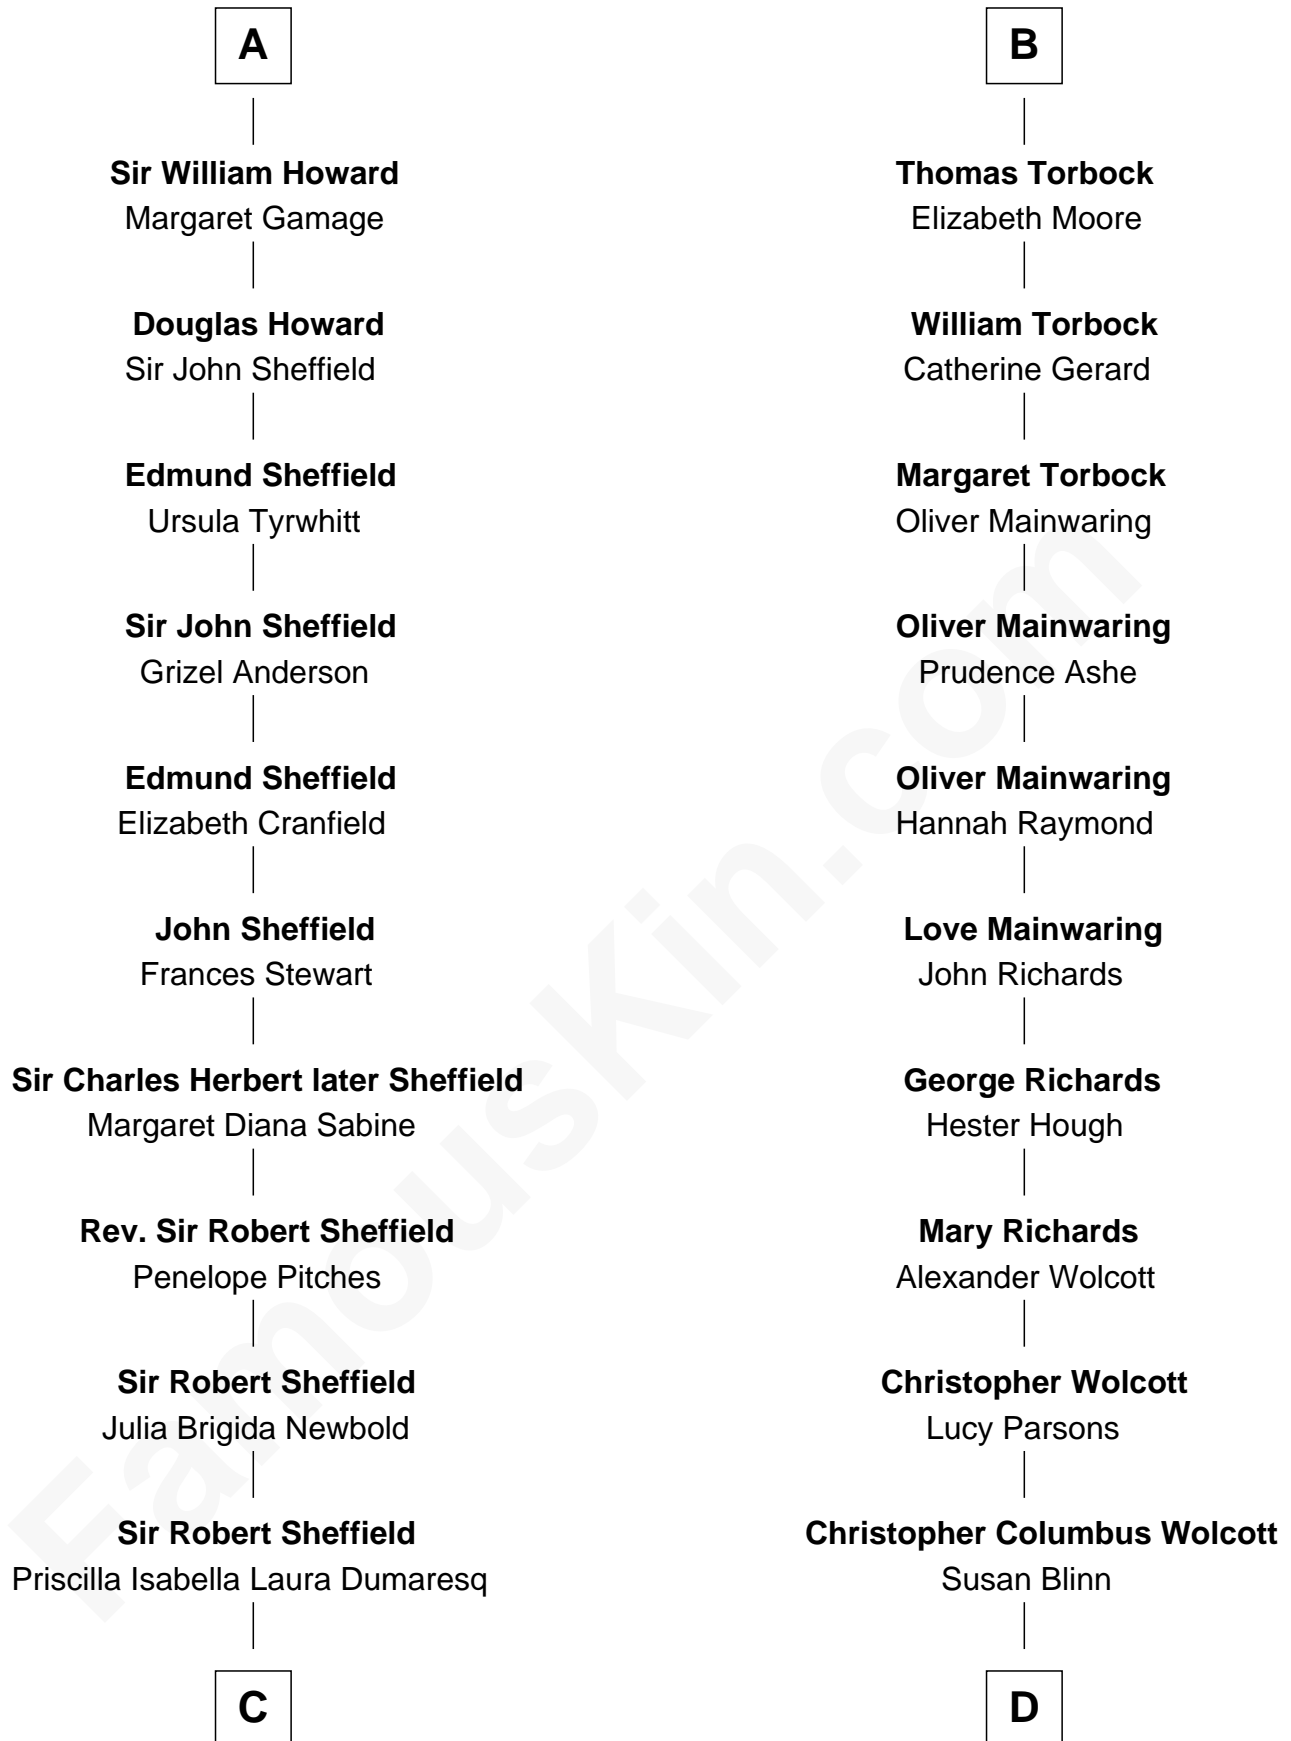 A
Sir William Howard
Margaret Gamage
Douglas Howard
Sir John Sheffield
Edmund Sheffield
Ursula Tyrwhitt
Sir John Sheffield
Grizel Anderson
Edmund Sheffield
Elizabeth Cranfield
John Sheffield
Frances Stewart
Sir Charles Herbert later Sheffield
Margaret Diana Sabine
Rev. Sir Robert Sheffield
Penelope Pitches
Sir Robert Sheffield
Julia Brigida Newbold
Sir Robert Sheffield
Priscilla Isabella Laura Dumaresq
C
B
Thomas Torbock
Elizabeth Moore
William Torbock
Catherine Gerard
Margaret Torbock
Oliver Mainwaring
Oliver Mainwaring
Prudence Ashe
Oliver Mainwaring
Hannah Raymond
Love Mainwaring
John Richards
George Richards
Hester Hough
Mary Richards
Alexander Wolcott
Christopher Wolcott
Lucy Parsons
Christopher Columbus Wolcott
Susan Blinn
D
FamousKin.com